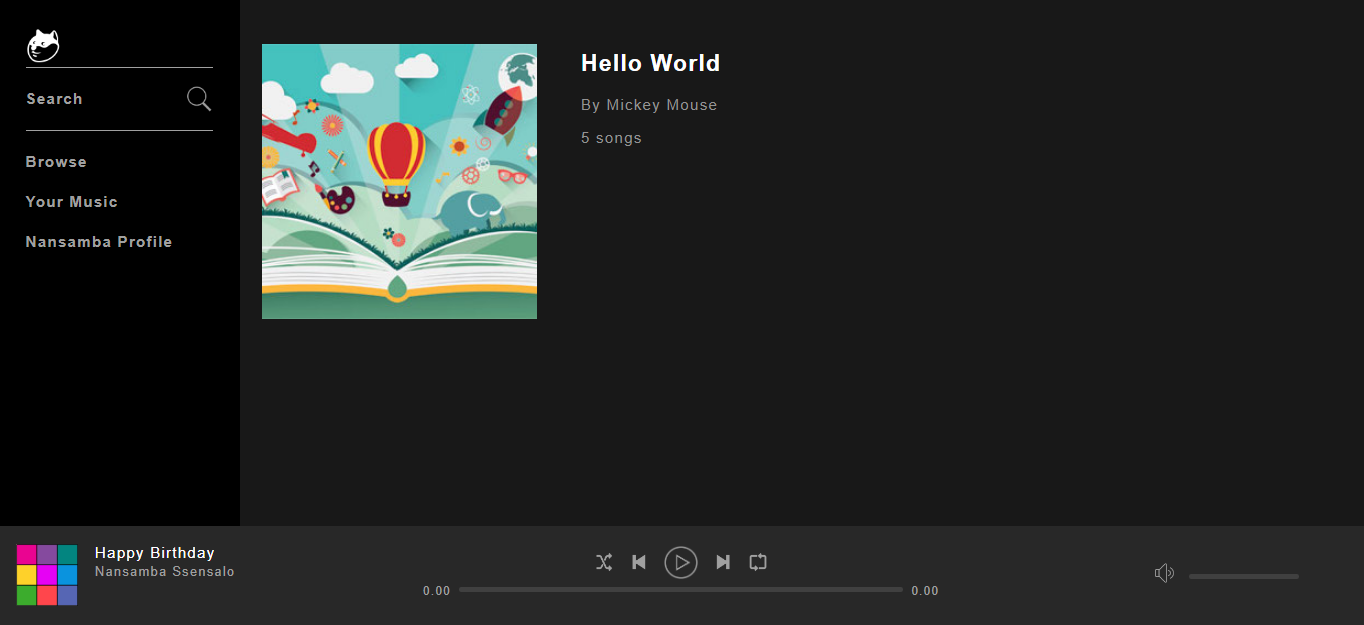 Search
Browse
Your Music
Nansamba Profile
Hello World
By Mickey Mouse
5 songs
Happy Birthday
Nansamba Ssensalo
0.00
0.00